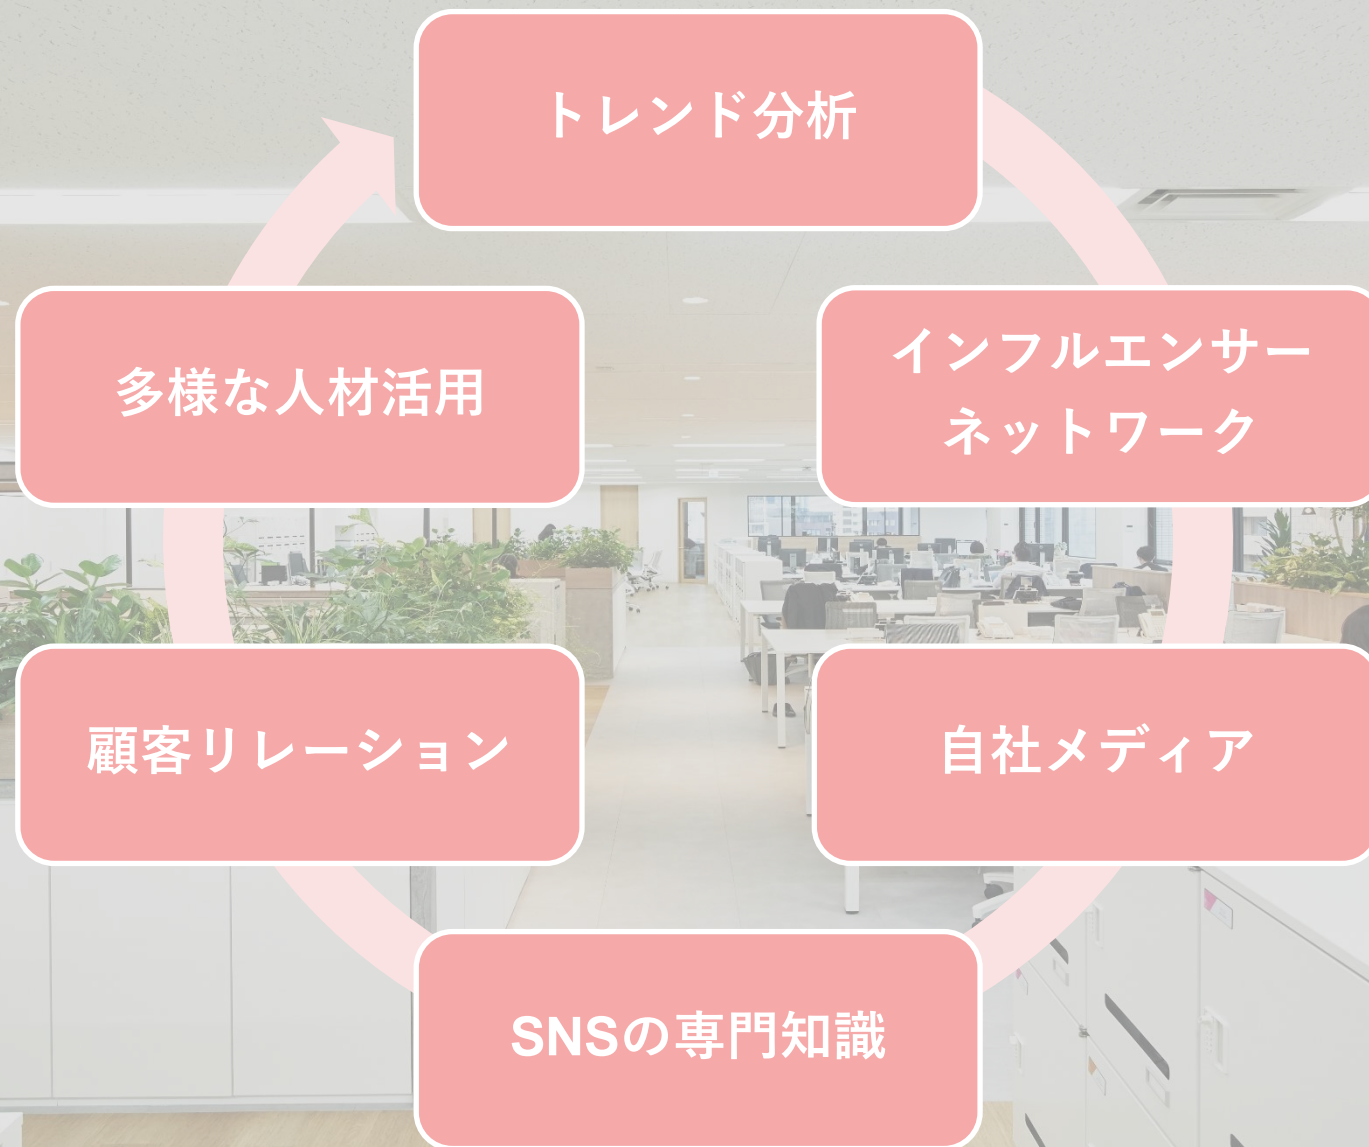 トレンド分析
インフルエンサー
ネットワーク
自社メディア
SNSの専門知識
顧客リレーション
多様な人材活用